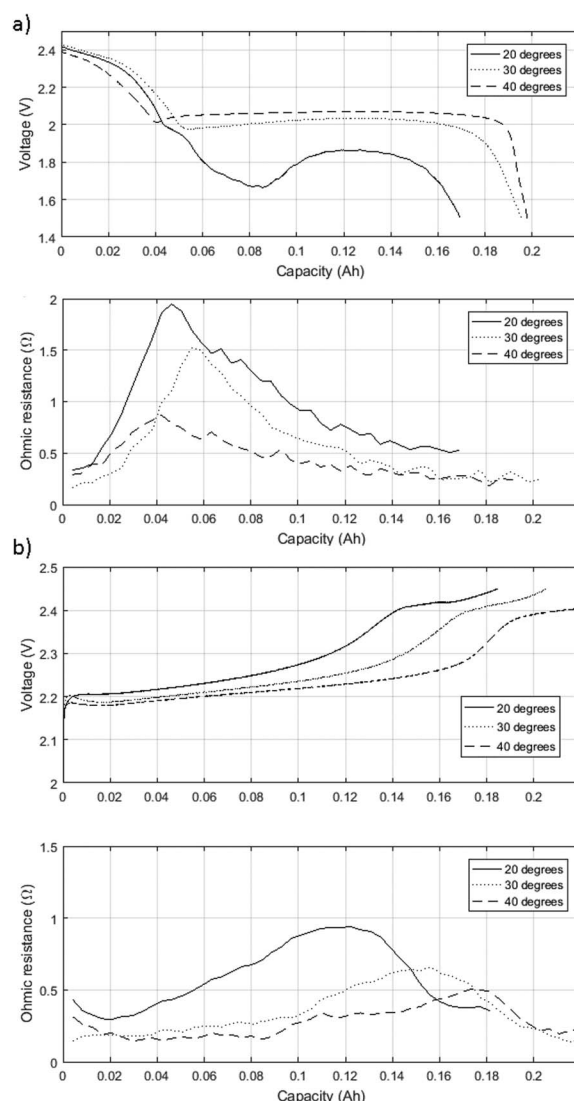 a)
2.4
2.2
2
1.8
1.6
1.4
Voltage (V)
20 degrees
30 degrees
40 degrees
0 0.02 0.04 0.06 0.08 0.1 0.12 0.14 0.16 0.18 0.2
Capacity (Ah)
2
1.5
1
0.5
0
Ohmic resistance (Ω)
20 degrees
30 degrees
40 degrees
0 0.02 0.04 0.06 0.08 0.1 0.12 0.14 0.16 0.18 0.2
Capacity (Ah)
b)
2.5
2.4
2.3
2.2
2.1
2
Voltage (V)
20 degrees
30 degrees
40 degrees
0 0.02 0.04 0.06 0.08 0.1 0.12 0.14 0.16 0.18 0.2
Capacity (Ah)
1.5
1
0.5
0
Ohmic resistance (Ω)
20 degrees
30 degrees
40 degrees
0 0.02 0.04 0.06 0.08 0.1 0.12 0.14 0.16 0.18 0.2
Capacity (Ah)